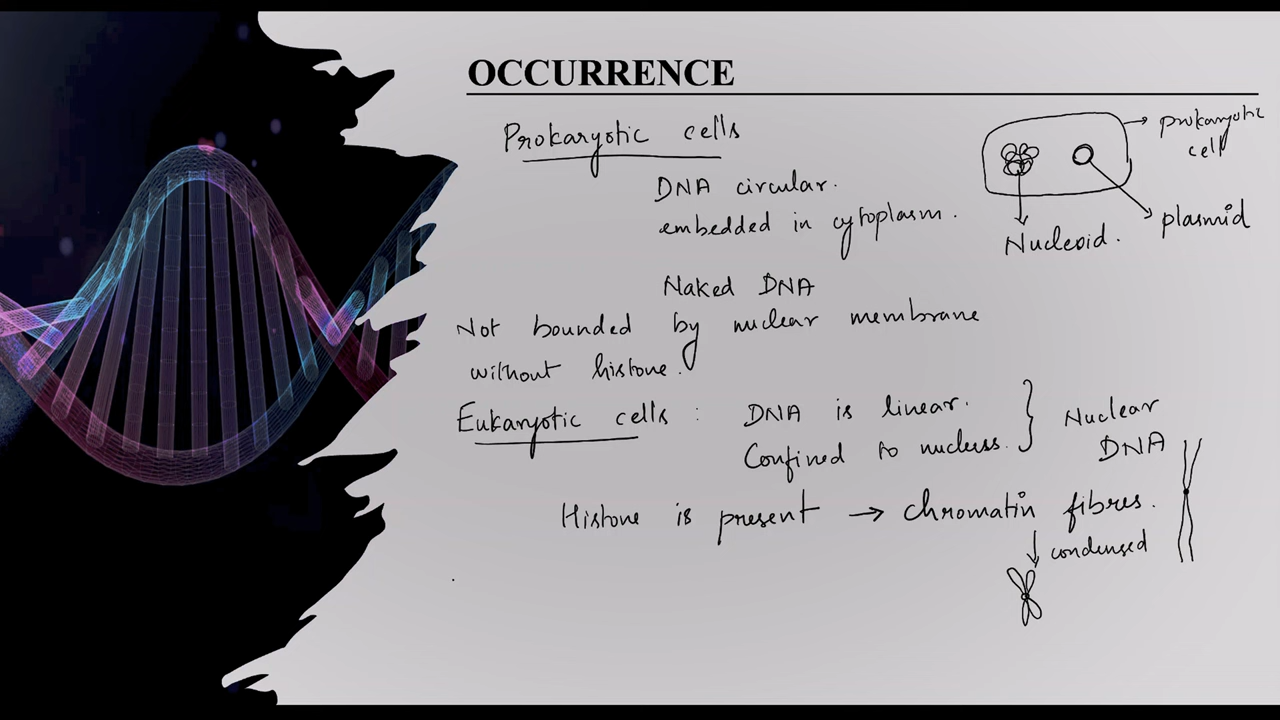 OCCURRENCE
Prokaryotic cells
DNA circular.
embedded in cytoplasm.
→ prokaryotic
cell
Nucleoid.
plasmid
Naked DNA
Not bounded by nuclear membrane
without histone.
Eukaryotic cells : DNA is linear.
Confined to nucleus.
Nuclear
DNA
Histone is present → chromatin fibres.
condensed